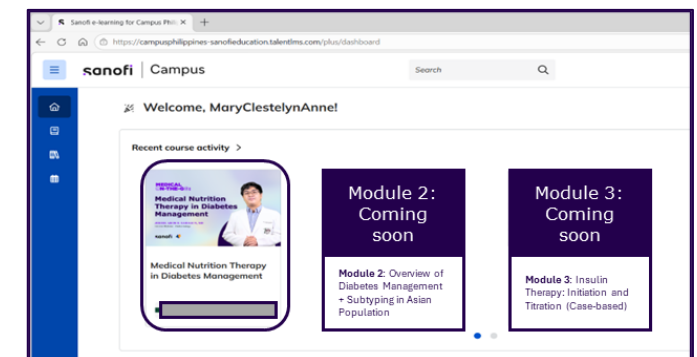 Sanofi e-learning for Campus Phili
https://campusphilippines-sanofieducation.talentlms.com/plus/dashboard
sanofi | Campus
Search
Welcome, MaryClestelynAnne!
Recent course activity >
MEDICAL
Medical Nutrition
Therapy in Diabetes
Management
sanofi
Medical Nutrition Therapy
in Diabetes Management
Module 2:
Coming
soon
Module 2: Overview of
Diabetes Management
+ Subtyping in Asian
Population
Module 3:
Coming
soon
Module 3: Insulin
Therapy: Initiation and
Titration (Case-based)